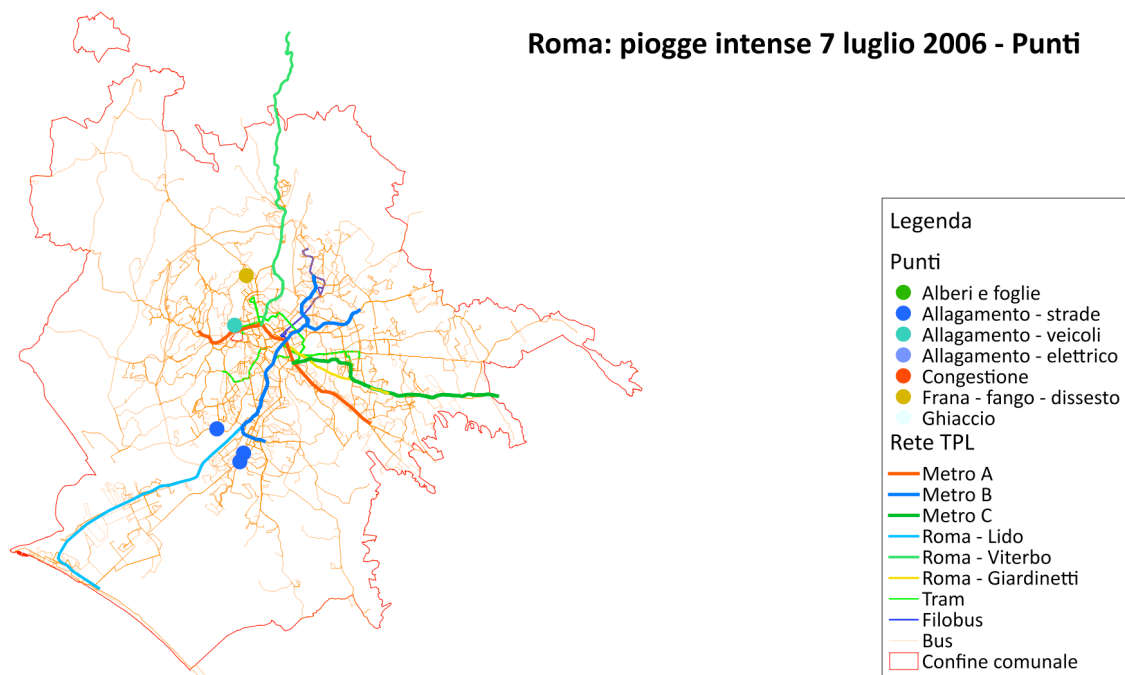 Roma: piogge intense 7 luglio 2006 - Punti
Legenda
Punti
Alberi e foglie
Allagamento - strade
Allagamento - veicoli
Allagamento - elettrico
Congestione
Frana - fango - dissesto
Ghiaccio
Rete TPL
Metro A
Metro B
Metro C
Roma - Lido
Roma - Viterbo
Roma - Giardinetti
Tram
Filobus
Bus
Confine comunale